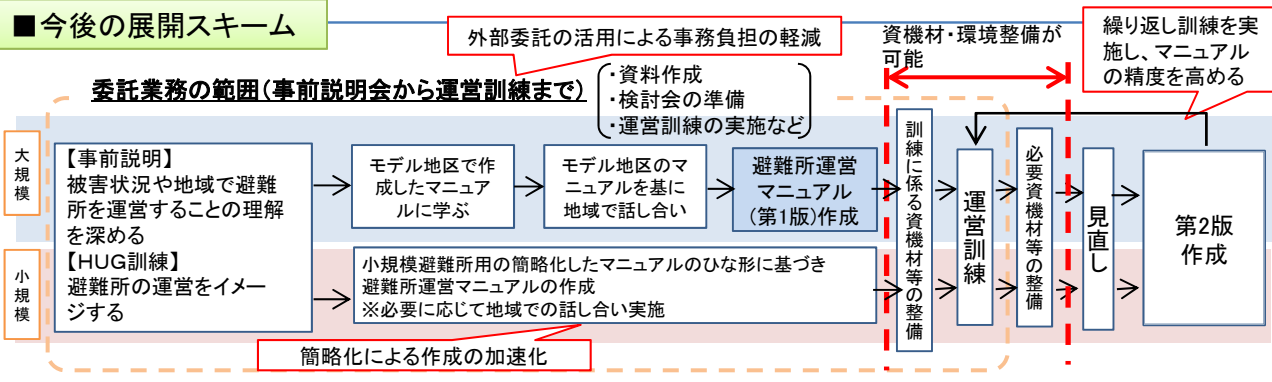 ■今後の展開スキーム
外部委託の活用による事務負担の軽減
資機材・環境整備が
可能
繰り返し訓練を実
施し、マニュアル
の精度を高める
委託業務の範囲(事前説明会から運営訓練まで)
・資料作成
・検討会の準備
・運営訓練の実施など
大規模
【事前説明】
被害状況や地域で避難
所を運営することの理解
を深める
【HUG訓練】
避難所の運営をイメー
ジする
モデル地区で作
成したマニュア
ルに学ぶ
モデル地区のマ
ニュアルを基に
地域で話し合い
避難所運営
マニュアル
(第1版)作成
訓練に係る資機材等の整備
運営訓練
必要資機材等の整備
見直し
第2版
作成
小規模
小規模避難所用の簡略化したマニュアルのひな形に基づき
避難所運営マニュアルの作成
※必要に応じて地域での話し合い実施
簡略化による作成の加速化